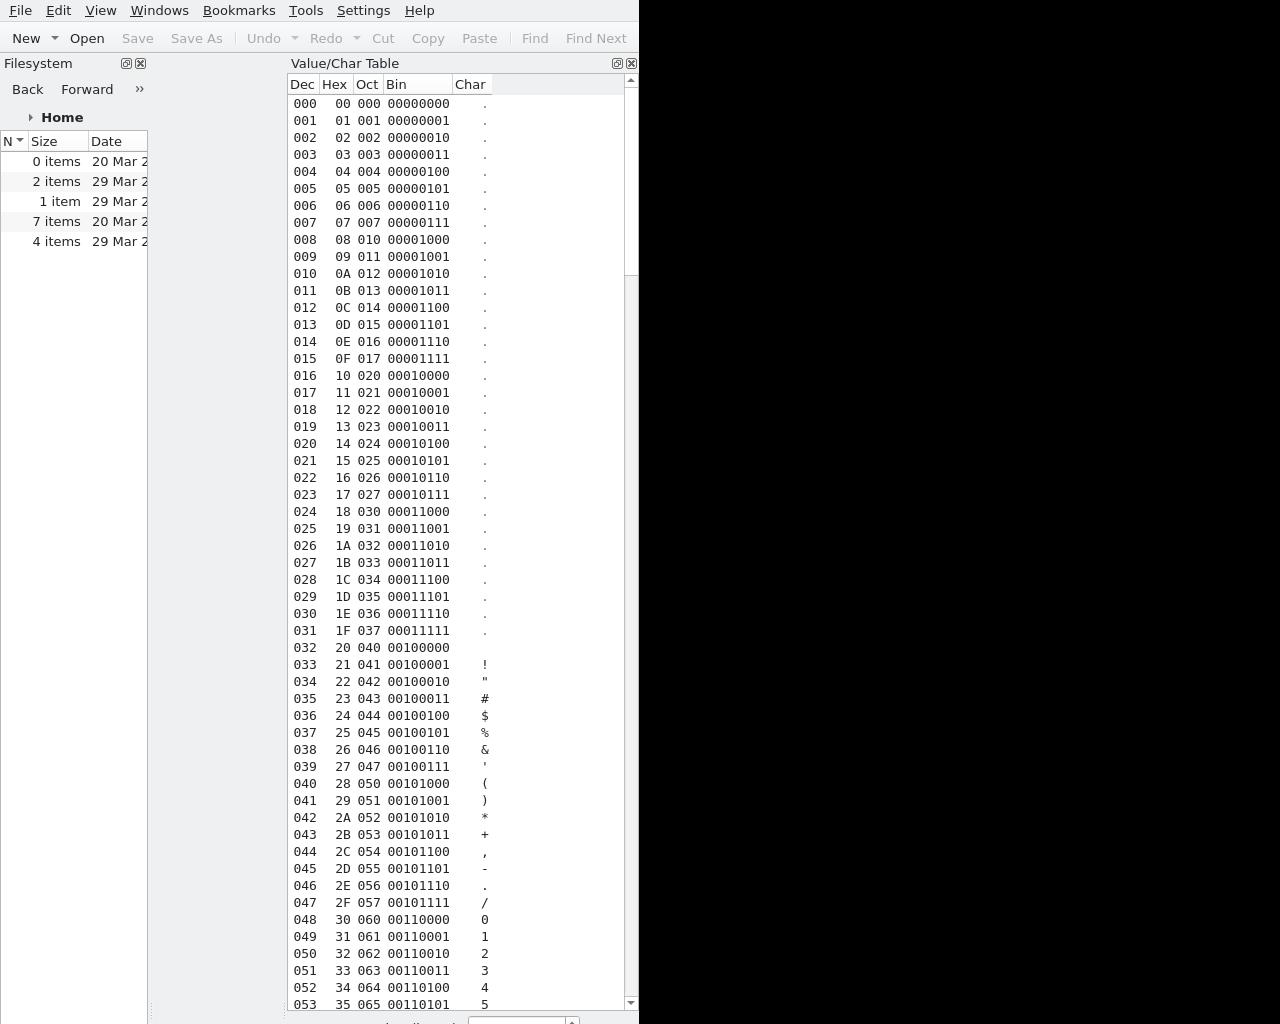 File Edit View Windows Bookmarks Tools Settings Help
New Open Save Save As Undo Redo Cut Copy Paste Find Find Next
Filesystem
Back Forward ››
Home
N Size Date
0 items 20 Mar 2
2 items 29 Mar 2
1 item 29 Mar 2
7 items 20 Mar 2
4 items 29 Mar 2
Value/Char Table
Dec Hex Oct Bin Char
000 00 000 00000000 .
001 01 001 00000001 .
002 02 002 00000010 .
003 03 003 00000011 .
004 04 004 00000100 .
005 05 005 00000101 .
006 06 006 00000110 .
007 07 007 00000111 .
008 08 010 00001000 .
009 09 011 00001001 .
010 0A 012 00001010 .
011 0B 013 00001011 .
012 0C 014 00001100 .
013 0D 015 00001101 .
014 0E 016 00001110 .
015 0F 017 00001111 .
016 10 020 00010000 .
017 11 021 00010001 .
018 12 022 00010010 .
019 13 023 00010011 .
020 14 024 00010100 .
021 15 025 00010101 .
022 16 026 00010110 .
023 17 027 00010111 .
024 18 030 00011000 .
025 19 031 00011001 .
026 1A 032 00011010 .
027 1B 033 00011011 .
028 1C 034 00011100 .
029 1D 035 00011101 .
030 1E 036 00011110 .
031 1F 037 00011111 .
032 20 040 00100000
033 21 041 00100001 !
034 22 042 00100010 "
035 23 043 00100011 #
036 24 044 00100100 $
037 25 045 00100101 %
038 26 046 00100110 &
039 27 047 00100111 '
040 28 050 00101000 (
041 29 051 00101001 )
042 2A 052 00101010 *
043 2B 053 00101011 +
044 2C 054 00101100 ,
045 2D 055 00101101 -
046 2E 056 00101110 .
047 2F 057 00101111 /
048 30 060 00110000 0
049 31 061 00110001 1
050 32 062 00110010 2
051 33 063 00110011 3
052 34 064 00110100 4
053 35 065 00110101 5